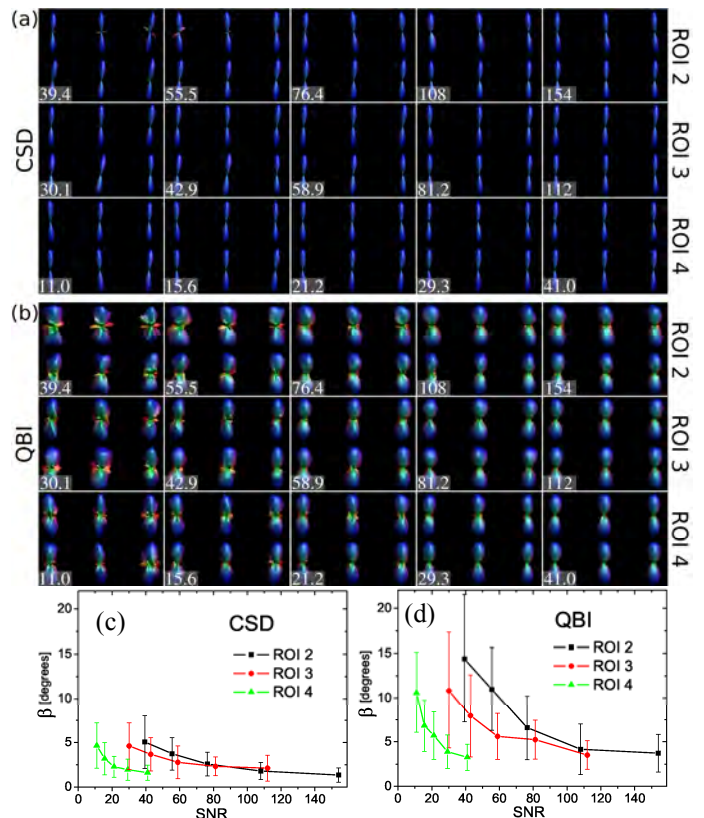 (a)
39.4 55.5 76.4 108 154
ROI 2
CSD
30.1 42.9 58.9 81.2 112
ROI 3
11.0 15.6 21.2 29.3 41.0
ROI 4
(b)
39.4 55.5 76.4 108 154
ROI 2
QBI
30.1 42.9 58.9 81.2 112
ROI 3
11.0 15.6 21.2 29.3 41.0
ROI 4
(c) CSD
ROI 2
ROI 3
ROI 4
β [degrees]
20
15
10
5
0
0 20 40 60 80 100 120 140
SNR
(d) QBI
ROI 2
ROI 3
ROI 4
β [degrees]
20
15
10
5
0
0 20 40 60 80 100 120 140 160
SNR